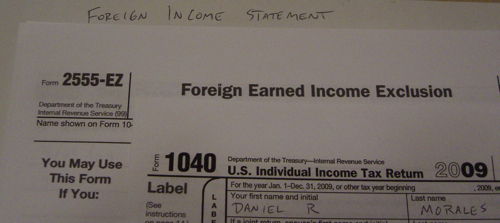 FOREIGN INCOME STATEMENT
Form 2555-EZ
Foreign Earned Income Exclusion
Department of the Treasury
Internal Revenue Service (99)
Name shown on Form 10
You May Use
This Form
If You:
Form 1040
Department of the Treasury—Internal Revenue Service
U.S. Individual Income Tax Return 2009
Label
(See
instructions
L
A
B
For the year Jan. 1–Dec. 31, 2009, or other tax year beginning , 2009,
Your first name and initial
Last name
DANIEL R
MORALES